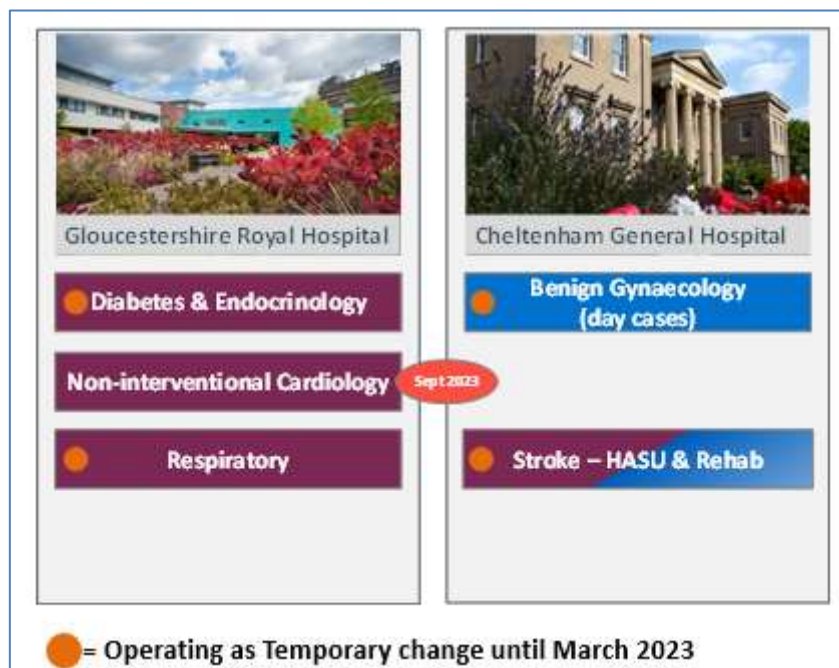 Gloucestershire Royal Hospital
Diabetes & Endocrinology
Non-interventional Cardiology
Sept 2023
Respiratory
Cheltenham General Hospital
Benign Gynaecology
(day cases)
Stroke – HASU & Rehab
= Operating as Temporary change until March 2023